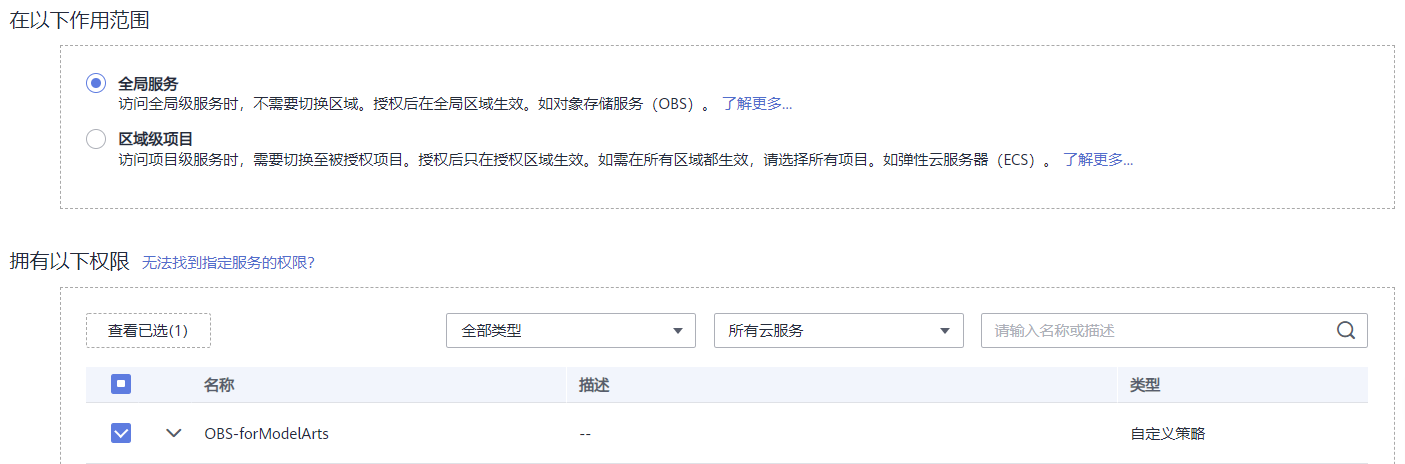 在以下作用范围
全局服务
访问全局级服务时，不需要切换区域。授权后在全局区域生效。如对象存储服务（OBS）。 了解更多...
区域级项目
访问项目级服务时，需要切换至被授权项目。授权后只在授权区域生效。如需在所有区域都生效，请选择所有项目。如弹性云服务器（ECS）。 了解更多...
拥有以下权限 无法找到指定服务的权限？
查看已选(1) 全部类型 所有云服务 请输入名称或描述
名称 描述 类型
OBS-forModelArts -- 自定义策略